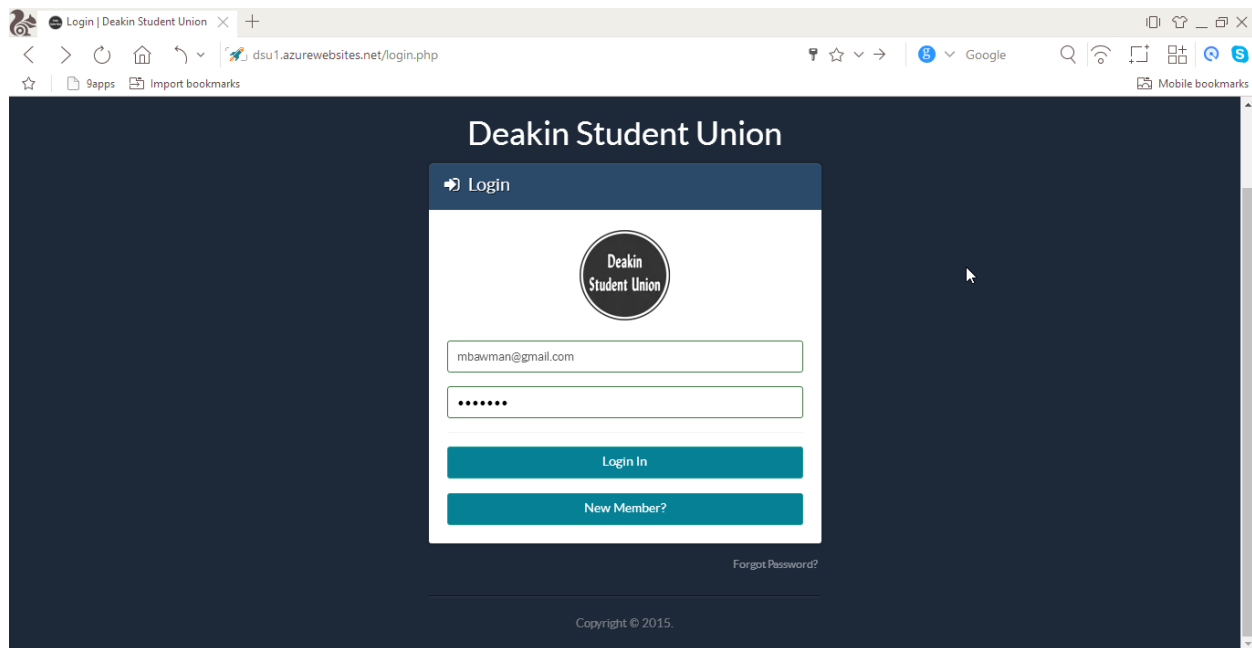 Login | Deakin Student Union
dsu1.azurewebsites.net/login.php
g Google
S
9apps Import bookmarks Mobile bookmarks
Deakin Student Union
Login
Deakin
Student Union
mbawman@gmail.com
•••••••
Login In
New Member?
Forgot Password?
Copyright © 2015.